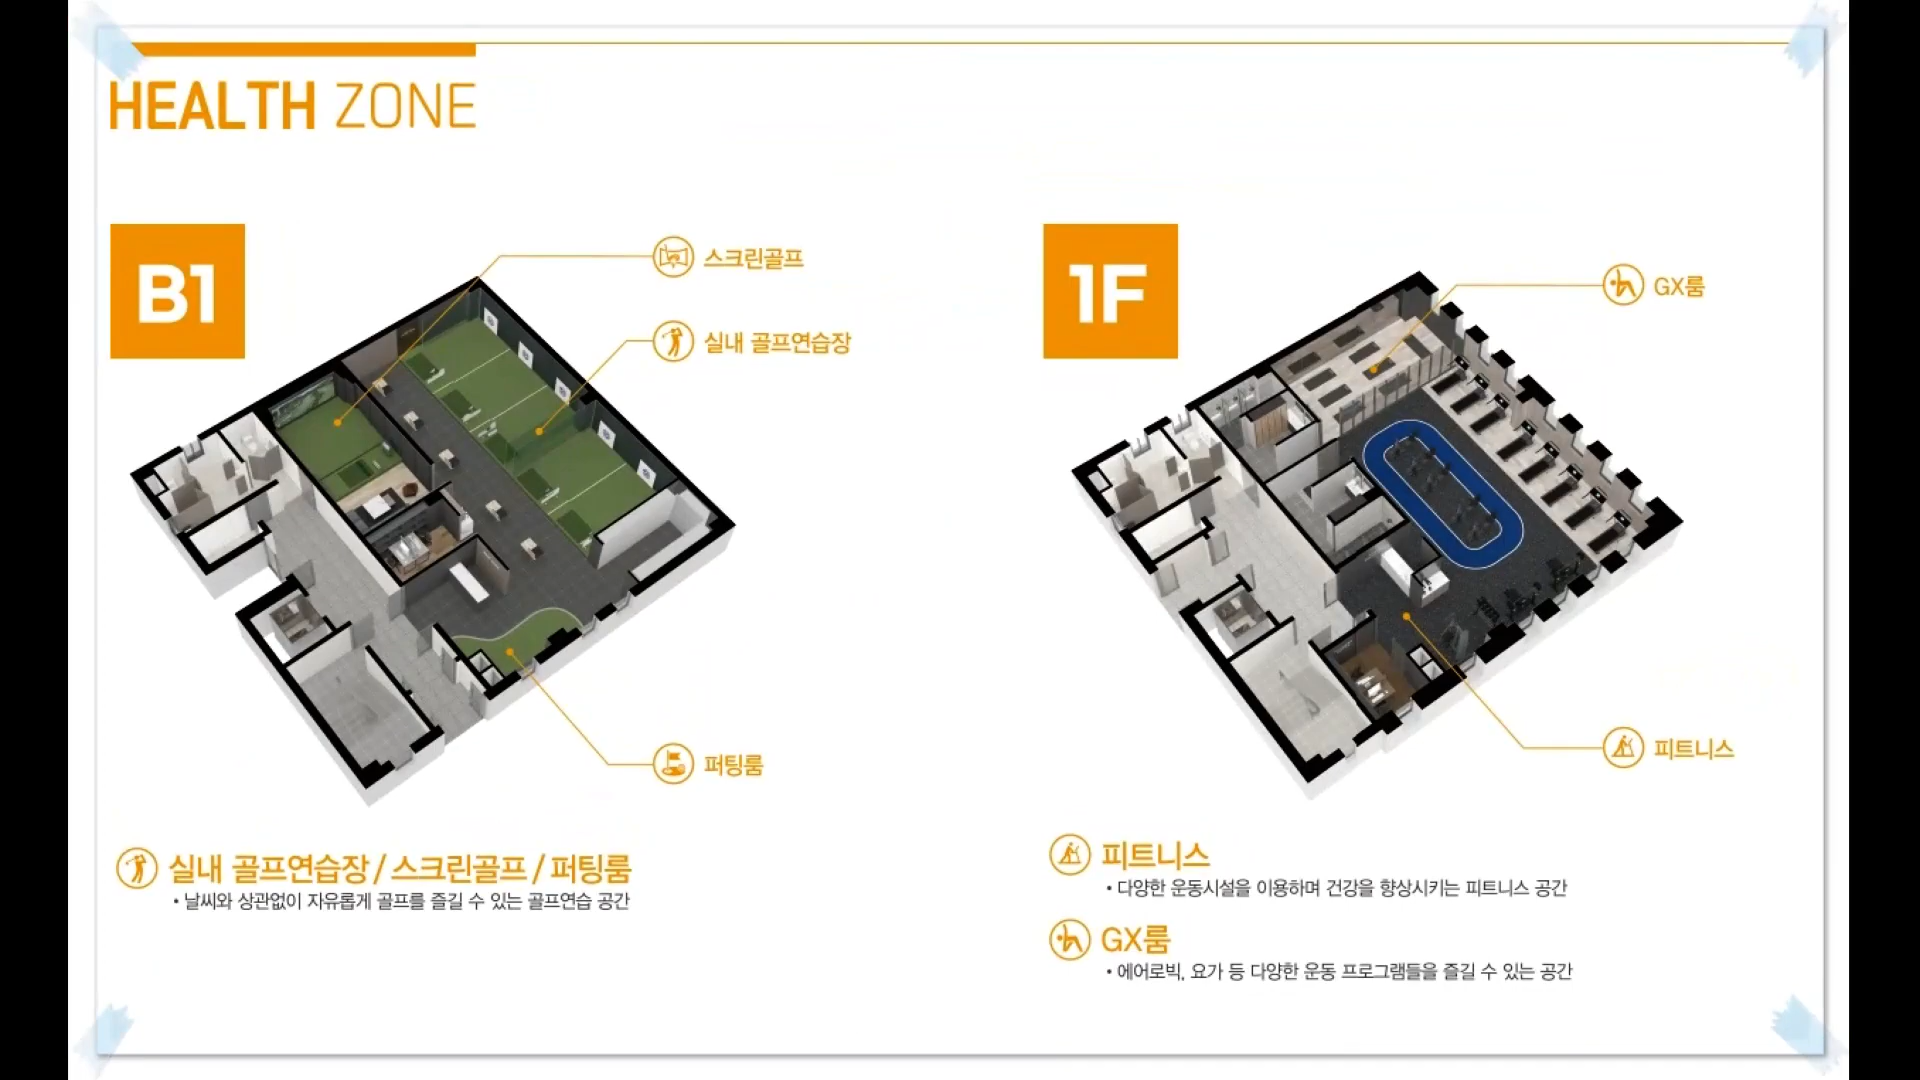 HEALTH ZONE
B1
스크린골프
실내 골프연습장
퍼팅룸
실내 골프연습장 / 스크린골프 / 퍼팅룸
• 날씨와 상관없이 자유롭게 골프를 즐길 수 있는 골프연습 공간
1F
GX룸
피트니스
피트니스
• 다양한 운동시설을 이용하며 건강을 향상시키는 피트니스 공간
GX룸
• 에어로빅, 요가 등 다양한 운동 프로그램들을 즐길 수 있는 공간